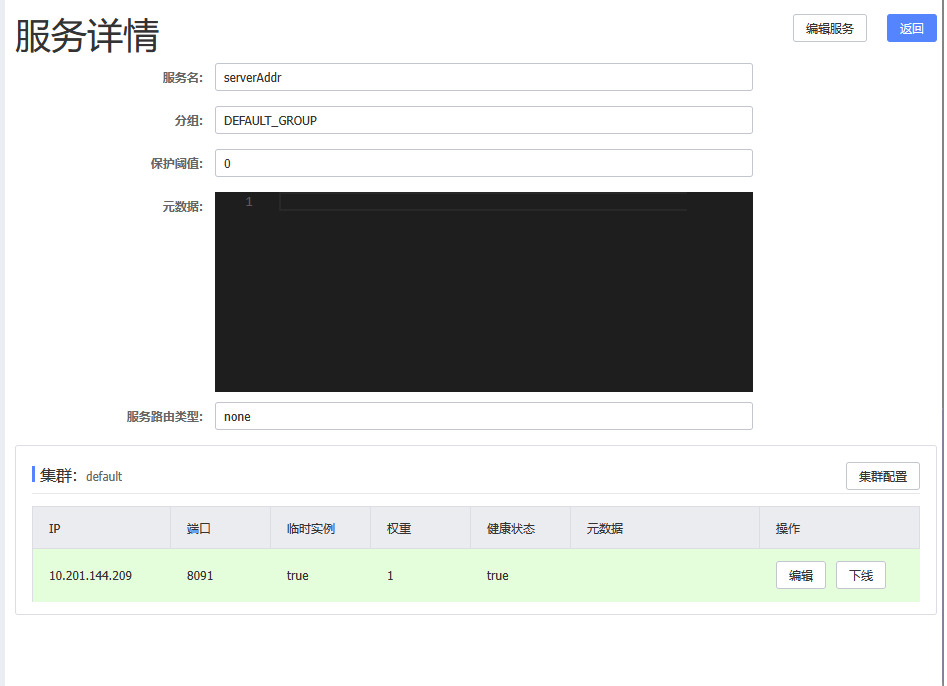 服务详情
编辑服务
返回
服务名:
serverAddr
分组:
DEFAULT_GROUP
保护阈值:
0
元数据:
1
服务路由类型:
none
集群: default
集群配置
IP 端口 临时实例 权重 健康状态 元数据 操作
10.201.144.209 8091 true 1 true 编辑 下线